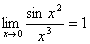 lim x→0 sin x² / x³ = 1